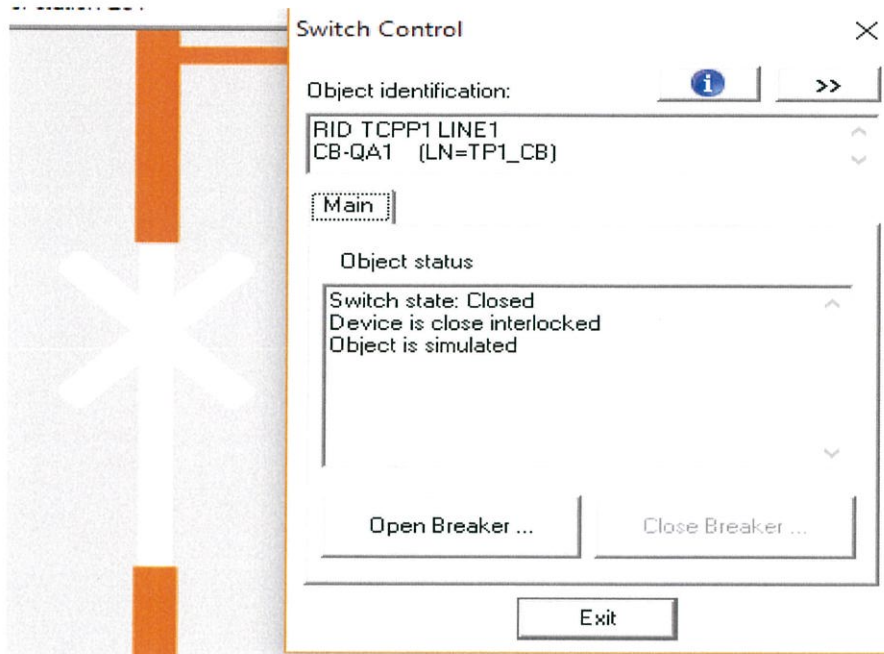 Switch Control
Object identification:
>>
RID TCPP1 LINE1
CB-QA1 (LN=TP1_CB)
Main
Object status
Switch state: Closed
Device is close interlocked
Object is simulated
Open Breaker ...
Close Breaker ...
Exit